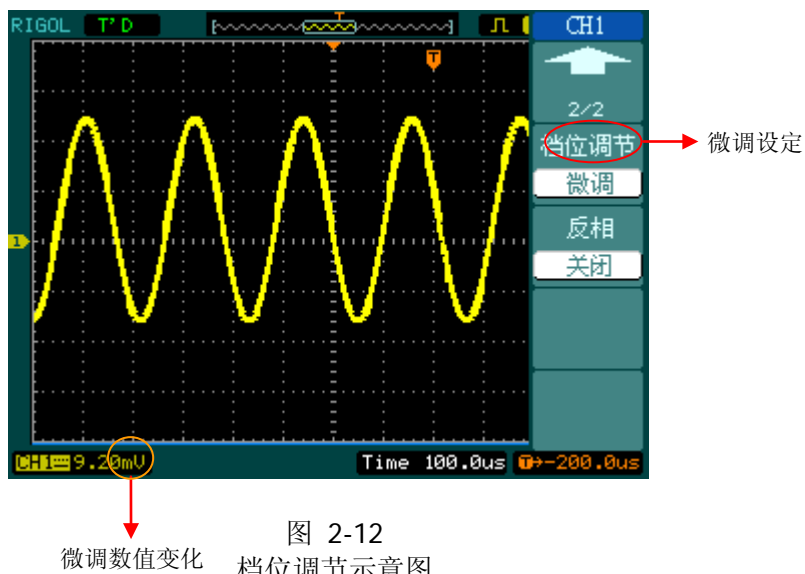 RIGOL T'D CH1
T
T
2/2
档位调节
微调设定
微调
反相
1
关闭
CH1 9.20mV Time 100.0us T→-200.0us
图 2-12
微调数值变化
档位调节示意图